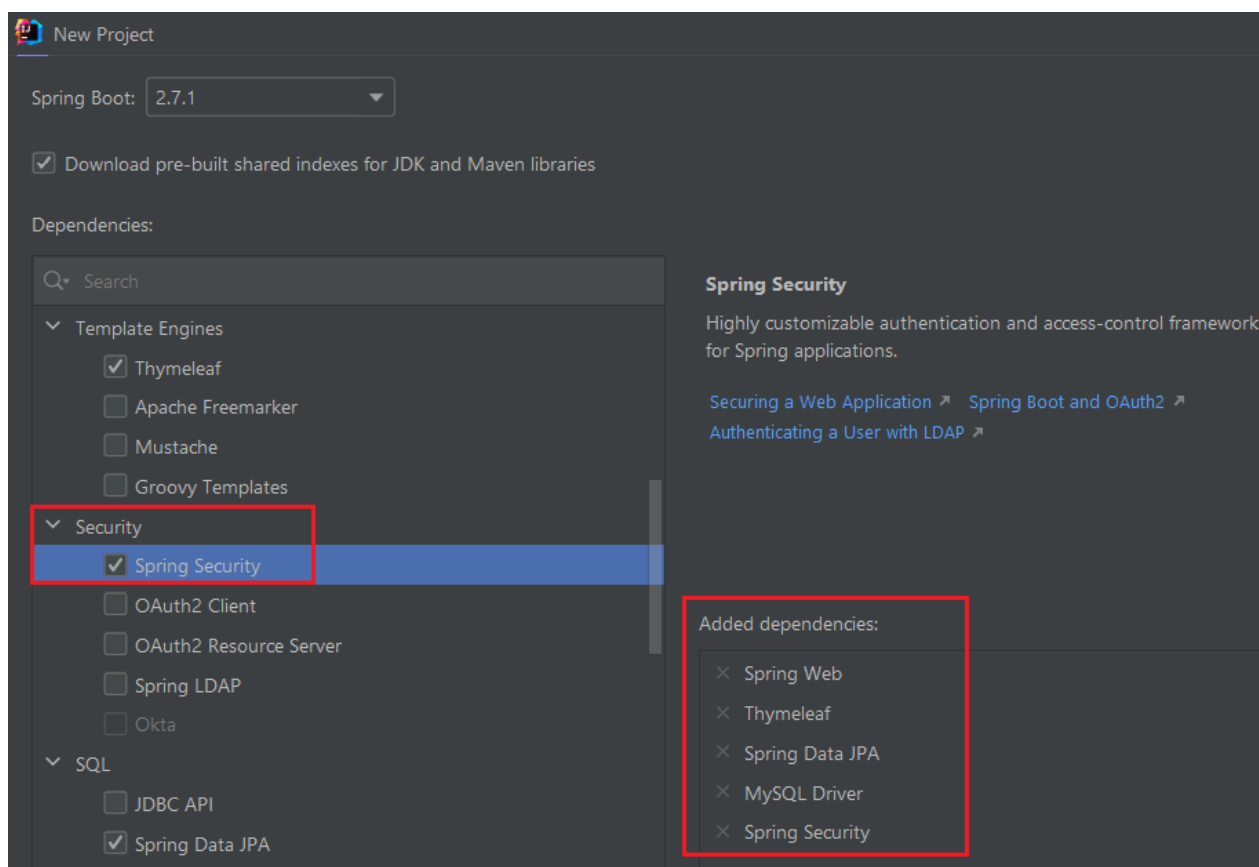 New Project
Spring Boot: 2.7.1
Download pre-built shared indexes for JDK and Maven libraries
Dependencies:
Search
Template Engines
Thymeleaf
Apache Freemarker
Mustache
Groovy Templates
Security
Spring Security
OAuth2 Client
OAuth2 Resource Server
Spring LDAP
Okta
SQL
JDBC API
Spring Data JPA
Spring Security
Highly customizable authentication and access-control framework
for Spring applications.
Securing a Web Application Spring Boot and OAuth2
Authenticating a User with LDAP
Added dependencies:
Spring Web
Thymeleaf
Spring Data JPA
MySQL Driver
Spring Security